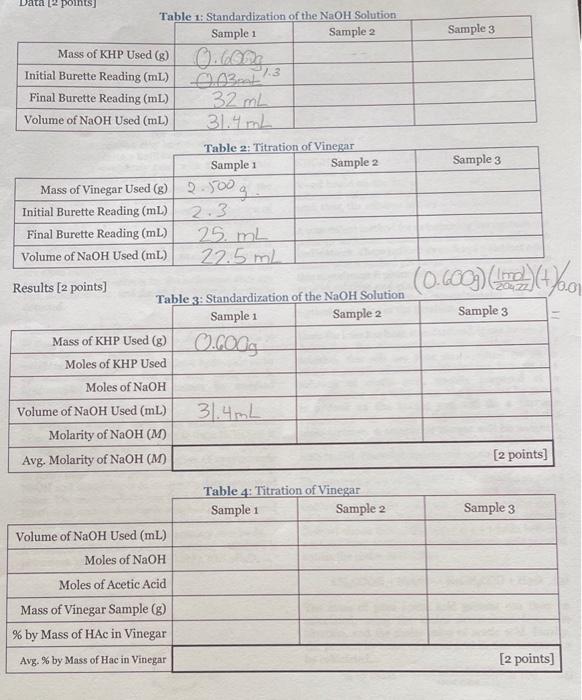 Data [2 points]
Table 1: Standardization of the NaOH Solution
Sample 1 Sample 2 Sample 3
Mass of KHP Used (g) 0.600g
Initial Burette Reading (mL) 0.03mL 1.3
Final Burette Reading (mL) 32 mL
Volume of NaOH Used (mL) 31.4 mL
Table 2: Titration of Vinegar
Sample 1 Sample 2 Sample 3
Mass of Vinegar Used (g) 2.500 g.
Initial Burette Reading (mL) 2.3
Final Burette Reading (mL) 25. mL
Volume of NaOH Used (mL) 22.5 mL
(0.600g)(1mol/204.22)(1)/0.0
Results [2 points]
Table 3: Standardization of the NaOH Solution
Sample 1 Sample 2 Sample 3
=
Mass of KHP Used (g) 0.600g
Moles of KHP Used
Moles of NaOH
Volume of NaOH Used (mL) 31.4mL
Molarity of NaOH (M)
Avg. Molarity of NaOH (M) [2 points]
Table 4: Titration of Vinegar
Sample 1 Sample 2 Sample 3
Volume of NaOH Used (mL)
Moles of NaOH
Moles of Acetic Acid
Mass of Vinegar Sample (g)
% by Mass of HAc in Vinegar
Avg. % by Mass of Hac in Vinegar [2 points]